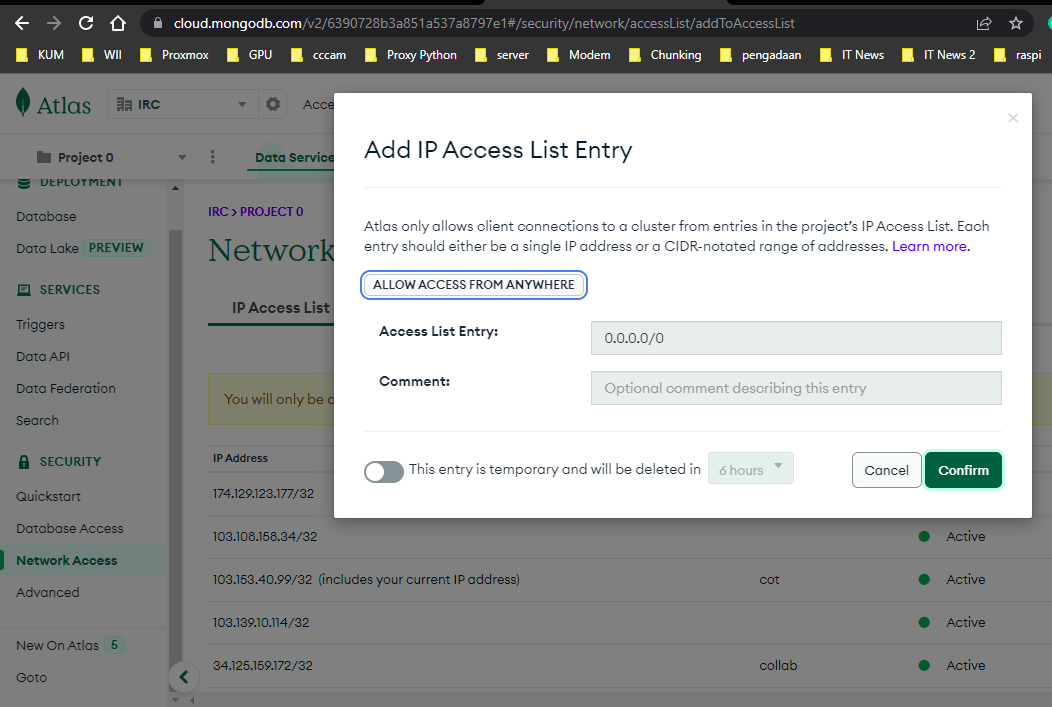 cloud.mongodb.com/v2/6390728b3a851a537a8797e1#/security/network/accessList/addToAccessList
KUM WII Proxmox GPU cccam Proxy Python server Modem Chunking pengadaan IT News IT News 2 raspi
Atlas IRC Acce
Project 0 Data Service
DEPLOYMENT
Database
Data Lake PREVIEW
SERVICES
Triggers
Data API
Data Federation
Search
SECURITY
Quickstart
Database Access
Network Access
Advanced
New On Atlas 5
Goto
IRC > PROJECT 0
Network
IP Access List
You will only be
IP Address
174.129.123.177/32
103.108.158.34/32 Active
103.153.40.99/32 (includes your current IP address) cot Active
103.139.10.114/32 Active
34.125.159.172/32 collab Active
Add IP Access List Entry
Atlas only allows client connections to a cluster from entries in the project's IP Access List. Each
entry should either be a single IP address or a CIDR-notated range of addresses. Learn more.
ALLOW ACCESS FROM ANYWHERE
Access List Entry: 0.0.0.0/0
Comment: Optional comment describing this entry
This entry is temporary and will be deleted in 6 hours Cancel Confirm